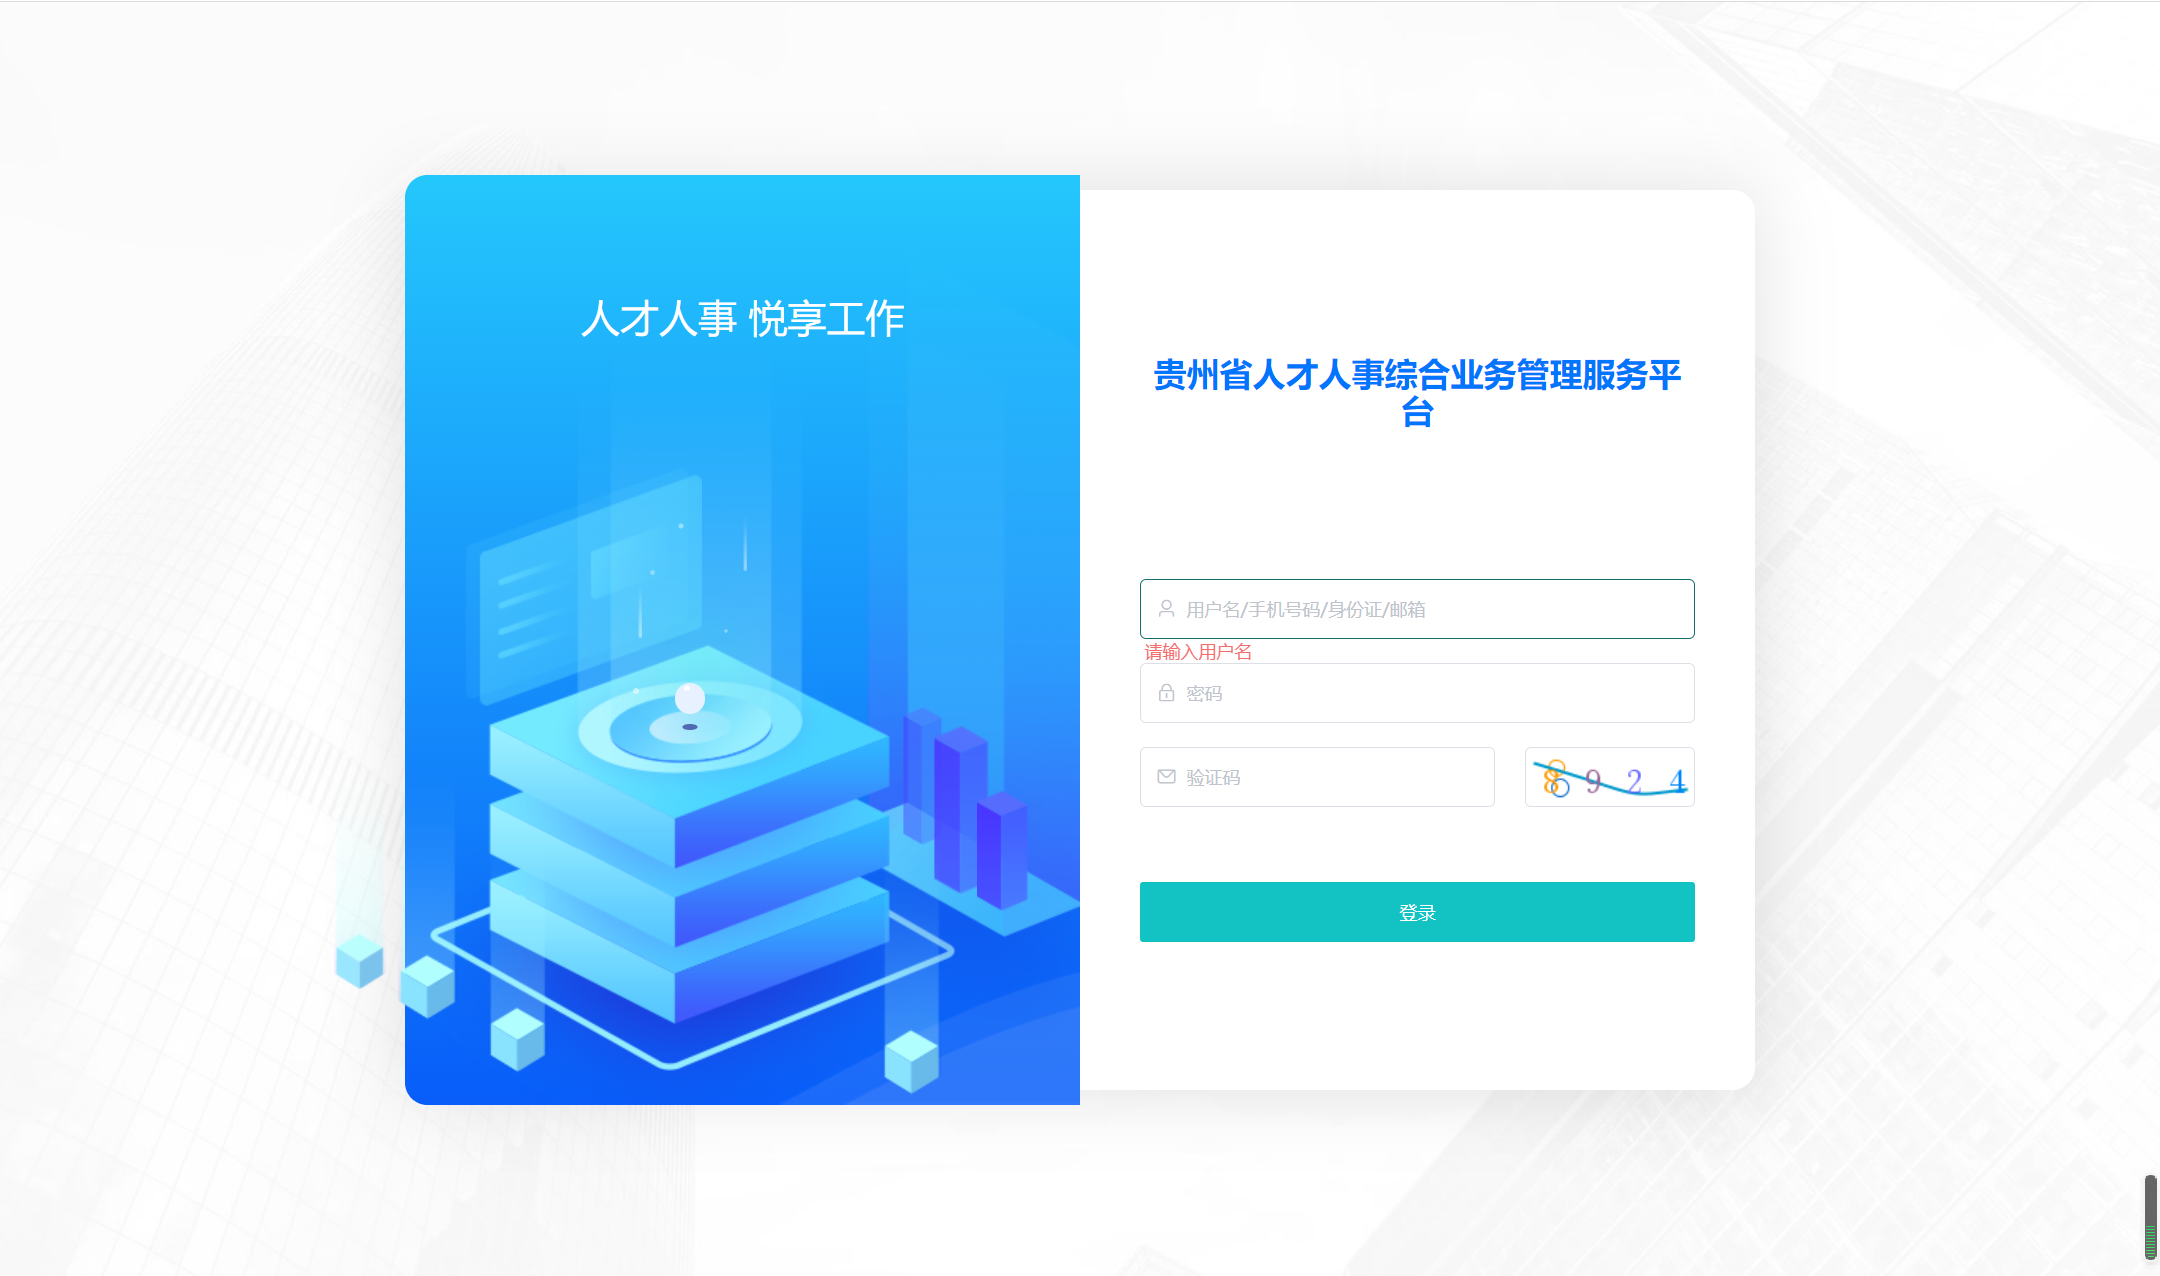 人才人事 悦享工作
贵州省人才人事综合业务管理服务平
台
用户名/手机号码/身份证/邮箱
请输入用户名
密码
验证码
8 9 2 4
登录